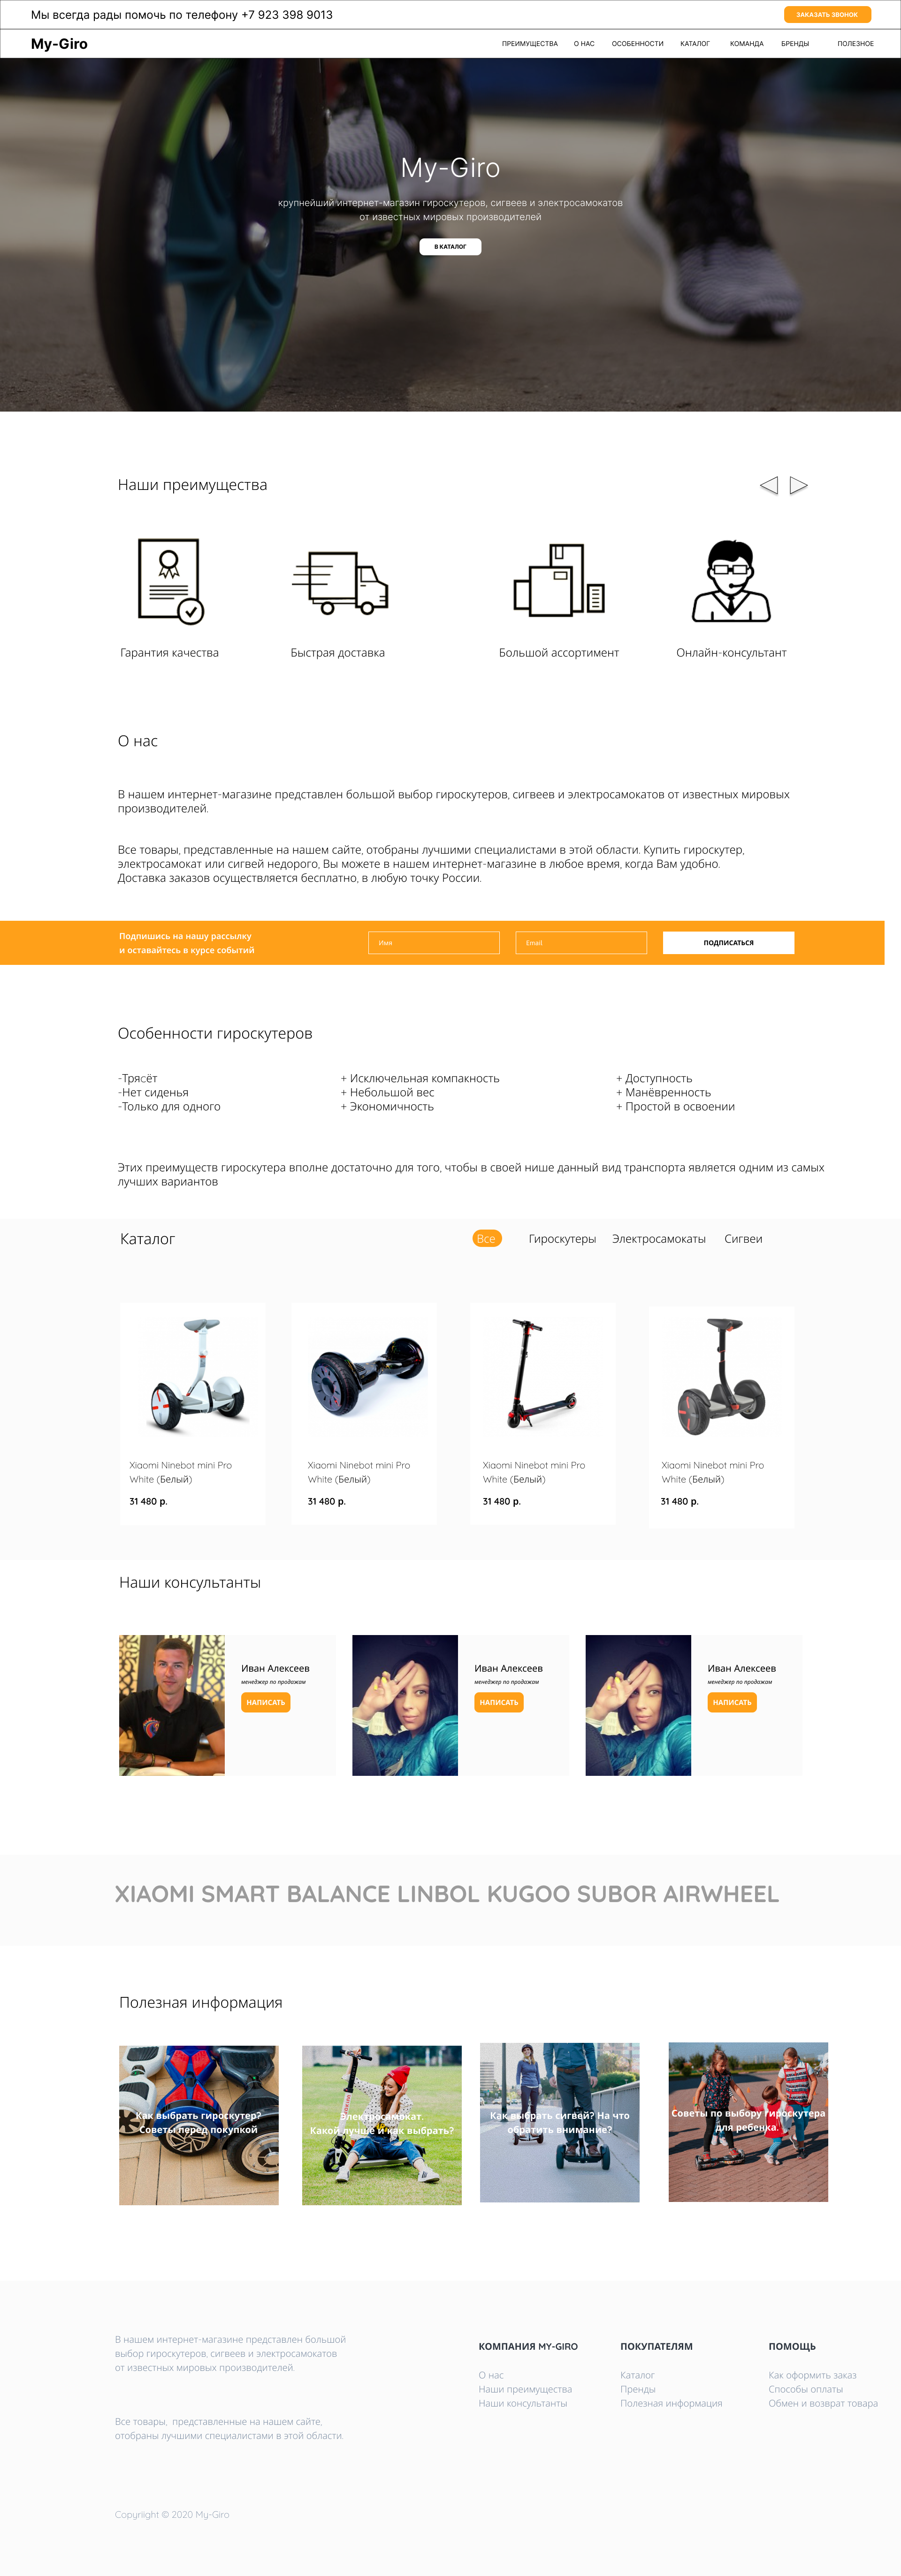 Мы всегда рады помочь по телефону +7 923 398 9013
ЗАКАЗАТЬ ЗВОНОК
My-Giro
ПРЕИМУЩЕСТВА О НАС ОСОБЕННОСТИ КАТАЛОГ КОМАНДА БРЕНДЫ ПОЛЕЗНОЕ
My-Giro
крупнейший интернет-магазин гироскутеров, сигвеев и электросамокатов
от известных мировых производителей
В КАТАЛОГ
Наши преимущества
Гарантия качества
Быстрая доставка
Большой ассортимент
Онлайн-консультант
О нас
В нашем интернет-магазине представлен большой выбор гироскутеров, сигвеев и электросамокатов от известных мировых
производителей.
Все товары, представленные на нашем сайте, отобраны лучшими специалистами в этой области. Купить гироскутер,
электросамокат или сигвей недорого, Вы можете в нашем интернет-магазине в любое время, когда Вам удобно.
Доставка заказов осуществляется бесплатно, в любую точку России.
Подпишись на нашу рассылку
и оставайтесь в курсе событий
Имя
Email
ПОДПИСАТЬСЯ
Особенности гироскутеров
-Трясёт
-Нет сиденья
-Только для одного
+ Исключельная компакность
+ Небольшой вес
+ Экономичность
+ Доступность
+ Манёвренность
+ Простой в освоении
Этих преимуществ гироскутера вполне достаточно для того, чтобы в своей нише данный вид транспорта является одним из самых
лучших вариантов
Каталог
Все Гироскутеры Электросамокаты Сигвеи
Xiaomi Ninebot mini Pro
White (Белый)
31 480 р.
Xiaomi Ninebot mini Pro
White (Белый)
31 480 р.
Xiaomi Ninebot mini Pro
White (Белый)
31 480 р.
Xiaomi Ninebot mini Pro
White (Белый)
31 480 р.
Наши консультанты
Иван Алексеев
менеджер по продажам
НАПИСАТЬ
Иван Алексеев
менеджер по продажам
НАПИСАТЬ
Иван Алексеев
менеджер по продажам
НАПИСАТЬ
XIAOMI SMART BALANCE LINBOL KUGOO SUBOR AIRWHEEL
Полезная информация
Как выбрать гироскутер?
Советы перед покупкой
Электросамокат.
Какой лучше и как выбрать?
Как выбрать сигвей? На что
обратить внимание?
Советы по выбору гироскутера
для ребенка.
В нашем интернет-магазине представлен большой
выбор гироскутеров, сигвеев и электросамокатов
от известных мировых производителей.
Все товары, представленные на нашем сайте,
отобраны лучшими специалистами в этой области.
Copyriight © 2020 My-Giro
КОМПАНИЯ MY-GIRO
О нас
Наши преимущества
Наши консультанты
ПОКУПАТЕЛЯМ
Каталог
Пренды
Полезная информация
ПОМОЩЬ
Как оформить заказ
Способы оплаты
Обмен и возврат товара